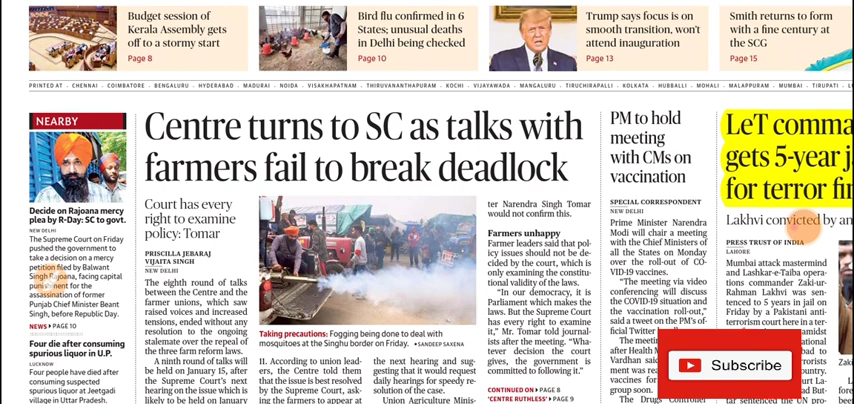 Budget session of
Kerala Assembly gets
off to a stormy start
Page 8
Bird flu confirmed in 6
States; unusual deaths
in Delhi being checked
Page 10
Trump says focus is on
smooth transition, won't
attend inauguration
Page 13
Smith returns to form
with a fine century at
the SCG
Page 15
PRINTED AT . CHENNAI . COIMBATORE . BENGALURU . HYDERABAD . MADURAI . NOIDA . VISAKHAPATNAM . THIRUVANANTHAPURAM . KOCHI . VIJAYAWADA . MANGALURU . TIRUCHIRAPALLI . KOLKATA . HUBBALLI . MOHALI . MALAPPURAM . MUMBAI . TIRUPATI .
NEARBY
Decide on Rajoana mercy
plea by R-Day: SC to govt.
NEW DELHI
The Supreme Court on Friday
pushed the government to
take a decision on a mercy
petition filed by Balwant
Singh Rajoana, facing capital
for the
assassination of former
Punjab Chief Minister Beant
Singh, before Republic Day.
NEWS PAGE 10
Four die after consuming
spurious liquor in U.P.
LUCKNOW
Four people have died after
consuming suspected
spurious liquor at Jeetgadi
village in Uttar Pradesh.
Centre turns to SC as talks with
farmers fail to break deadlock
Court has every
right to examine
policy: Tomar
PRISCILLA JEBARAJ
VIJAITA SINGH
NEW DELHI
The eighth round of talks
between the Centre and the
farmer unions, which saw
raised voices and increased
tensions, ended without any
resolution to the ongoing
stalemate over the repeal of
the three farm reform laws.
A ninth round of talks will
be held on January 15, after
the Supreme Court's next
hearing on the issue which is
likely to be held on January
Taking precautions: Fogging being done to deal with
mosquitoes at the Singhu border on Friday. SANDEEP SAXENA
11. According to union lead-
ers, the Centre told them
that the issue is best resolved
by the Supreme Court, ask-
ing the farmers to appear at
the next hearing and sug-
gesting that it would request
daily hearings for speedy re-
solution of the case.
Union Agriculture Minis-
ter Narendra Singh Tomar
would not confirm this.
Farmers unhappy
Farmer leaders said that pol-
icy issues should not be de-
cided by the court, which is
only examining the constitu-
tional validity of the laws.
"In our democracy, it is
Parliament which makes the
laws. But the Supreme Court
has every right to examine
it," Mr. Tomar told journal-
ists after the meeting. "Wha-
tever decision the court
gives, the government is
committed to following it."
CONTINUED ON PAGE 8
'CENTRE RUTHLESS' PAGE 9
PM to hold
meeting
with CMs on
vaccination
SPECIAL CORRESPONDENT
NEW DELHI
Prime Minister Narendra
Modi will chair a meeting
with the Chief Ministers of
all the States on Monday
over the roll-out of CO-
VID-19 vaccines.
"The meeting via video
conferencing will discuss
the COVID-19 situation and
the vaccination roll-out,"
said a tweet on the PM's of-
ficial Twitter
The meeti
after Health M
Vardhan said
ment was rea
vaccines for
group soon.
The Drugs Controller
LeT comma
gets 5-year j
for terror fin
Lakhvi convicted by an
PRESS TRUST OF INDIA
LAHORE
Mumbai attack mastermind
and Lashkar-e-Taiba opera-
tions commander Zaki-ur-
Rehman Lakhvi was sen-
tenced to 5 years in jail on
Friday by a Pakistani anti-
terrorism court here in a ter-
Subscribe